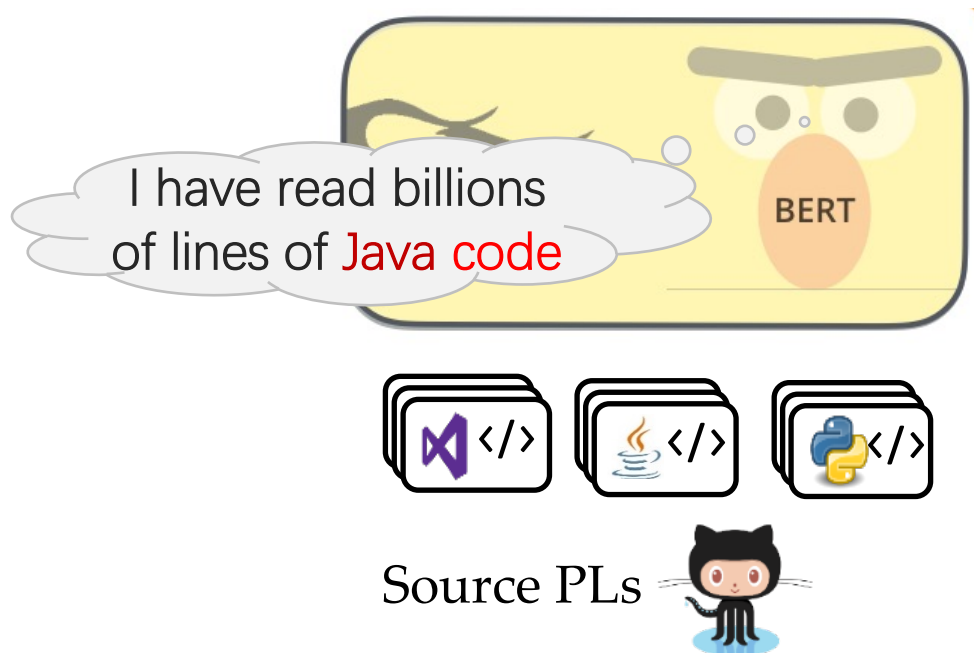 I have read billions
of lines of Java code
BERT
</>
</>
</>
Source PLs